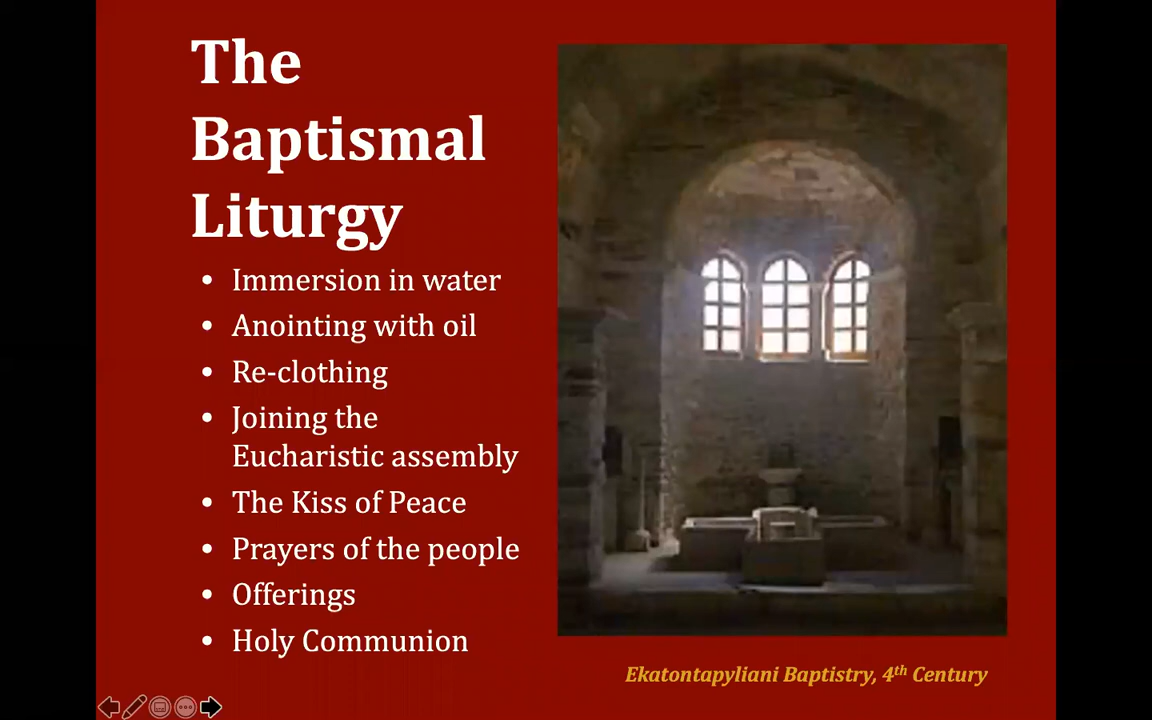 The
Baptismal
Liturgy
• Immersion in water
• Anointing with oil
• Re-clothing
• Joining the
Eucharistic assembly
• The Kiss of Peace
• Prayers of the people
• Offerings
• Holy Communion
Ekatontapyliani Baptistry, 4th Century